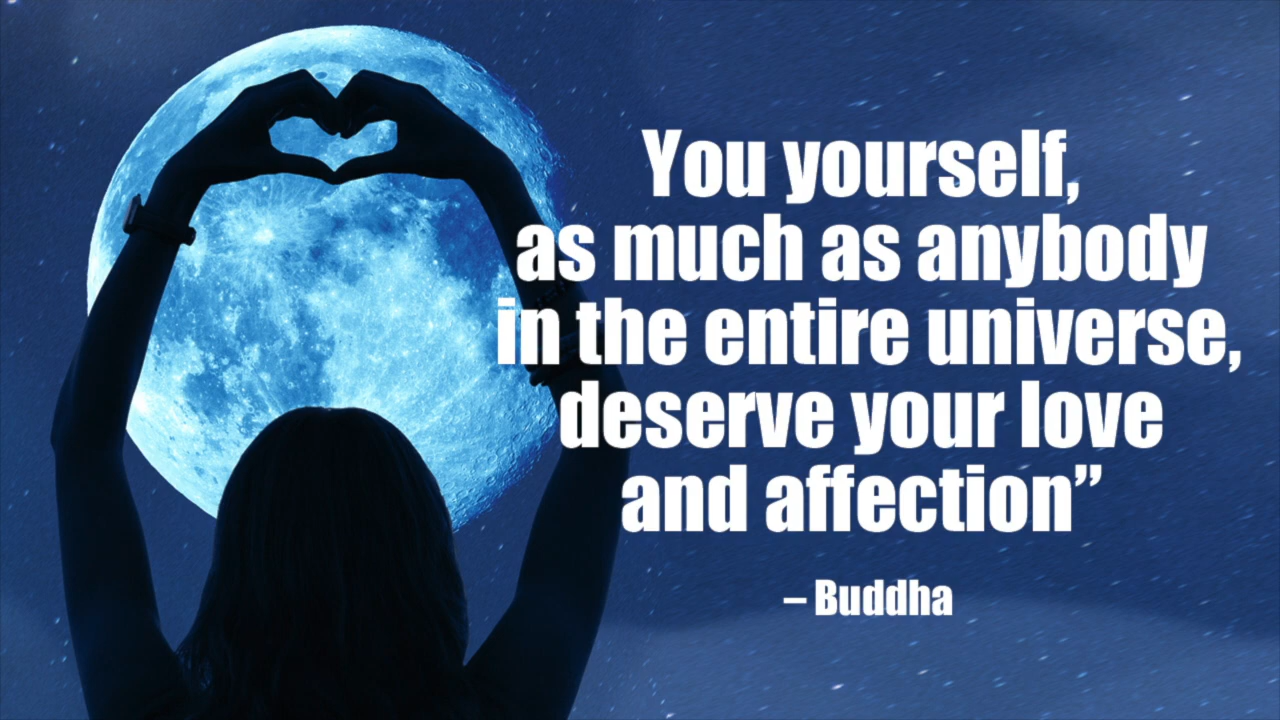 You yourself,
as much as anybody
in the entire universe,
deserve your love
and affection”
– Buddha